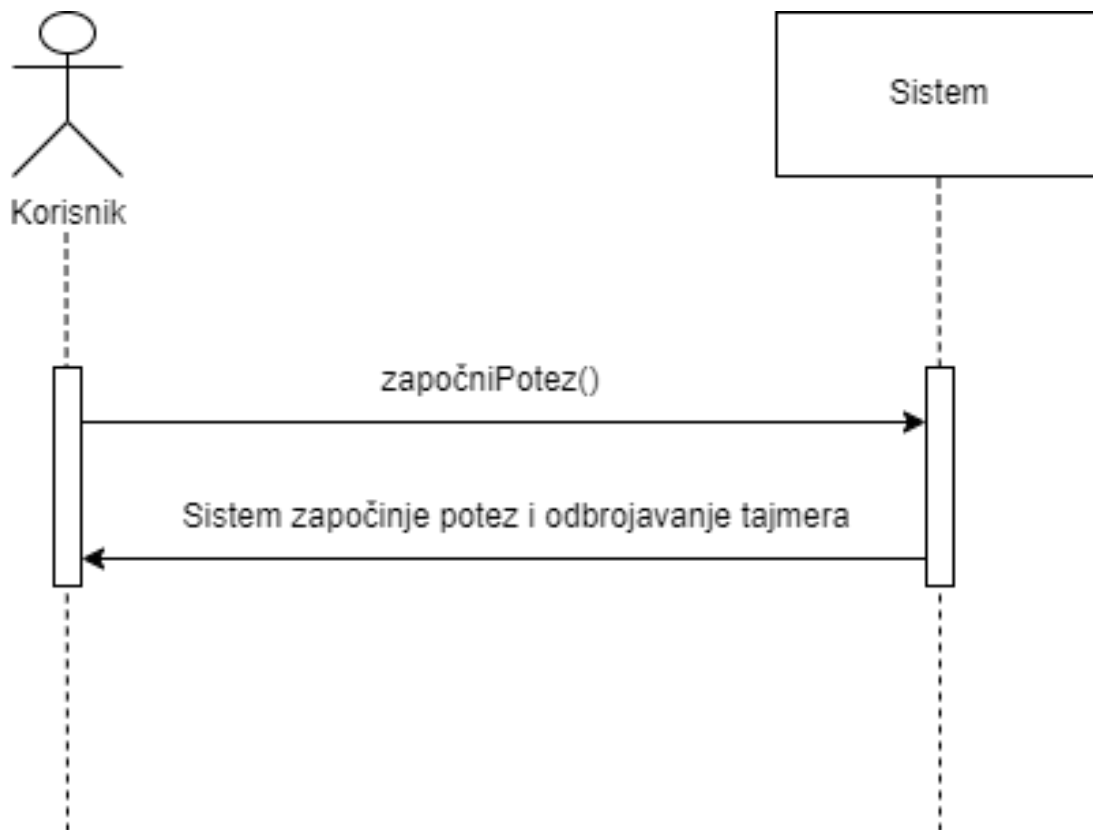 Sistem
Korisnik
započniPotez()
Sistem započinje potez i odbrojavanje tajmera